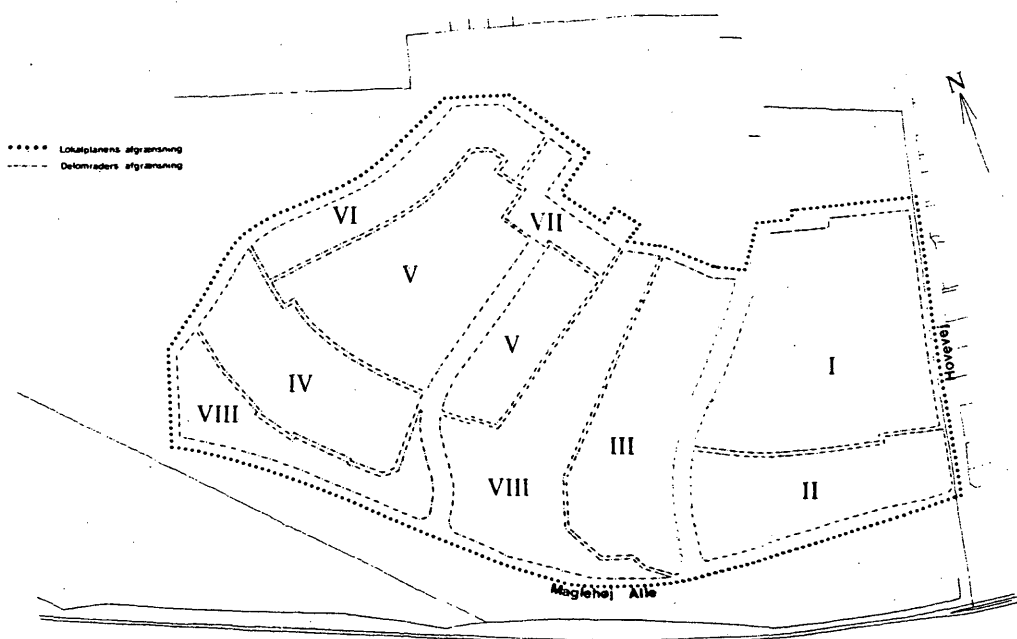 N
Lokalplanens afgrænsning
Delområders afgrænsning
VI
VII
V
V
I
Hovevej
IV
VIII
III
VIII
II
Maglehøj Alle